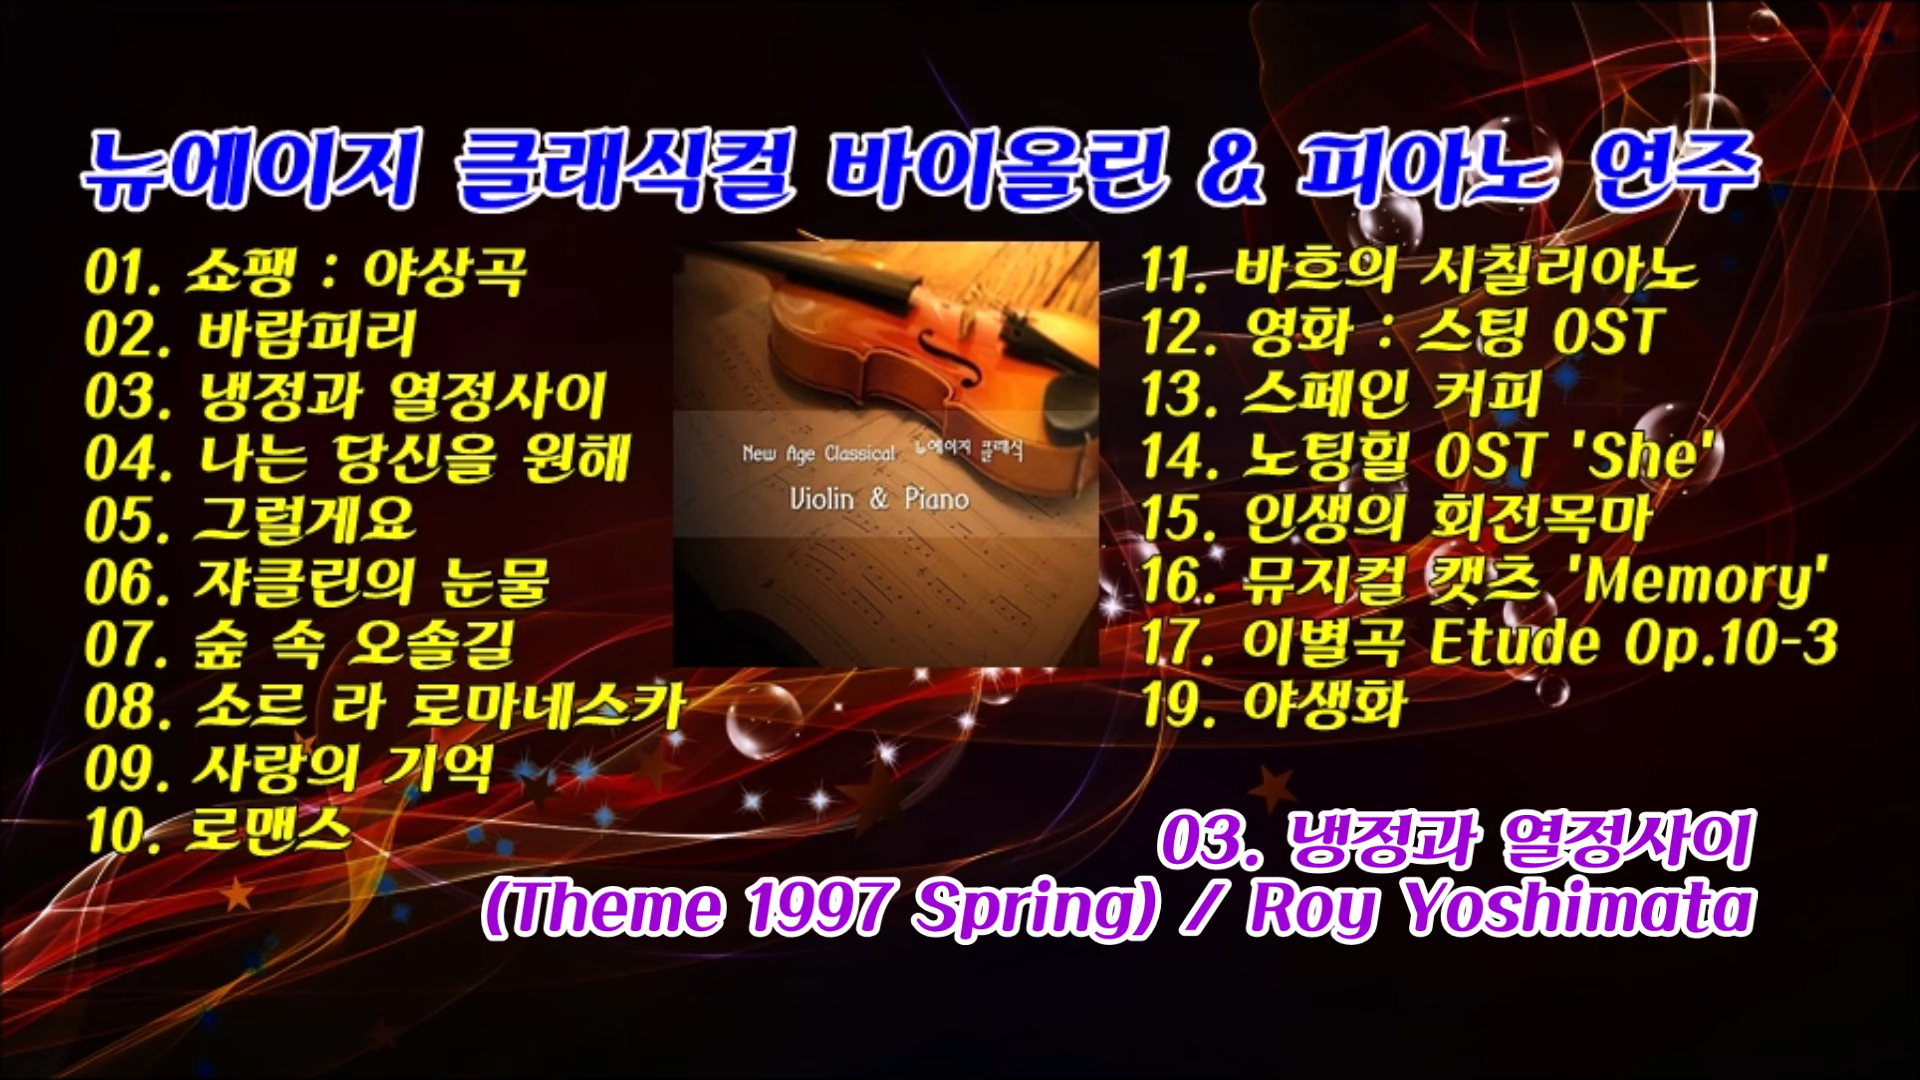 뉴에이지 클래식컬 바이올린 & 피아노 연주
01. 쇼팽 : 야상곡
02. 바람피리
03. 냉정과 열정사이
04. 나는 당신을 원해
05. 그럴게요
06. 쟈클린의 눈물
07. 숲 속 오솔길
08. 소르 라 로마네스카
09. 사랑의 기억
10. 로맨스
New Age Classical 뉴에이지 클래식
Violin & Piano
11. 바흐의 시칠리아노
12. 영화 : 스팅 OST
13. 스페인 커피
14. 노팅힐 OST 'She'
15. 인생의 회전목마
16. 뮤지컬 캣츠 'Memory'
17. 이별곡 Etude Op.10-3
19. 야생화
03. 냉정과 열정사이
(Theme 1997 Spring) / Roy Yoshimata